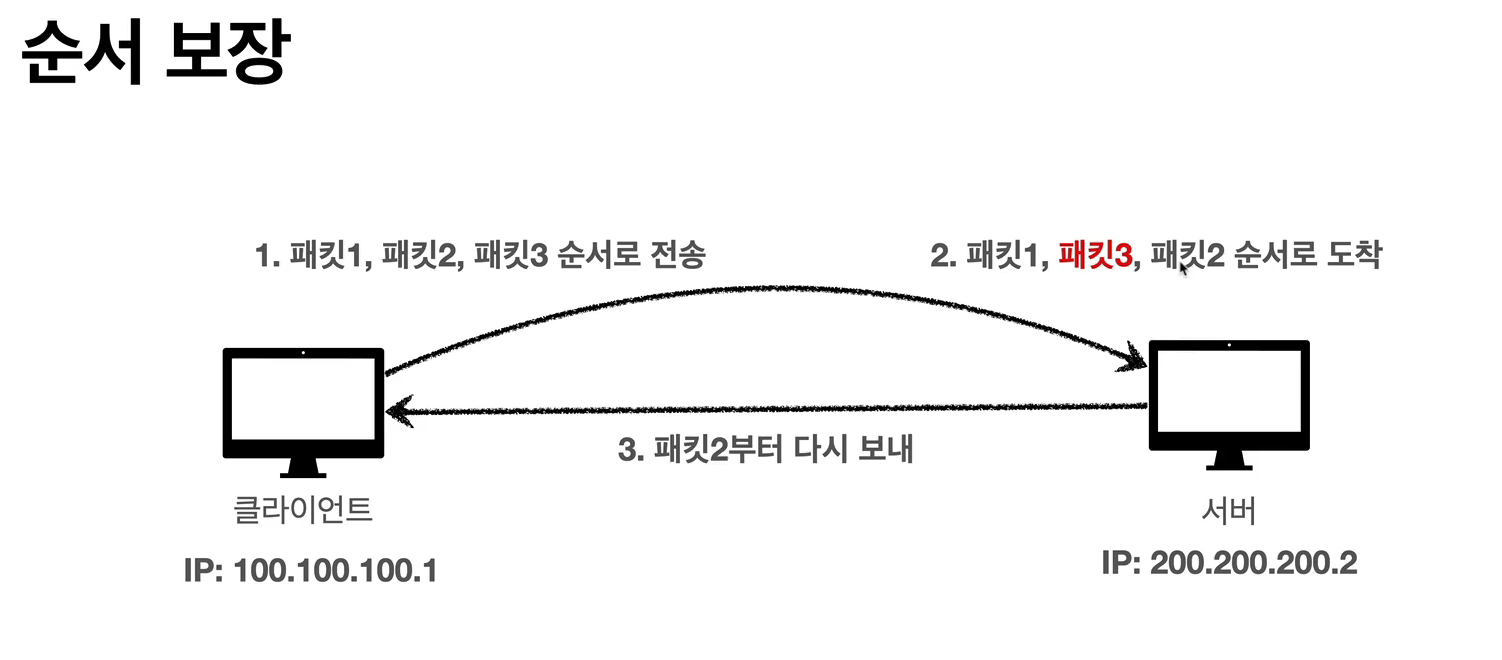 순서 보장
1. 패킷1, 패킷2, 패킷3 순서로 전송
2. 패킷1, 패킷3, 패킷2 순서로 도착
3. 패킷2부터 다시 보내
클라이언트
서버
IP: 100.100.100.1
IP: 200.200.200.2